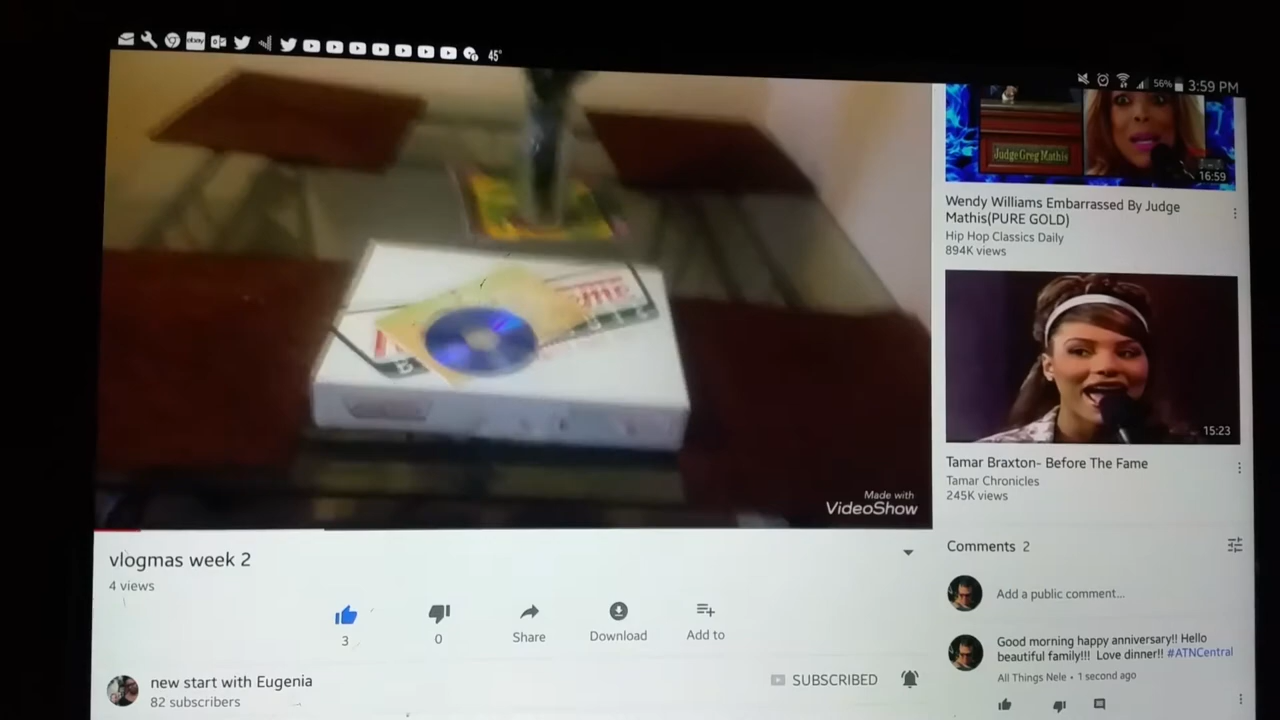 ebay
45°
56% 3:59 PM
Judge Greg Mathis
16:59
Wendy Williams Embarrassed By Judge
Mathis(PURE GOLD)
Hip Hop Classics Daily
894K views
15:23
Tamar Braxton- Before The Fame
Tamar Chronicles
245K views
Made with
VideoShow
vlogmas week 2
4 views
3
0
Share
Download
Add to
new start with Eugenia
82 subscribers
SUBSCRIBED
Comments 2
Add a public comment...
Good morning happy anniversary!! Hello
beautiful family!!! Love dinner!! #ATNCentral
All Things Nele • 1 second ago